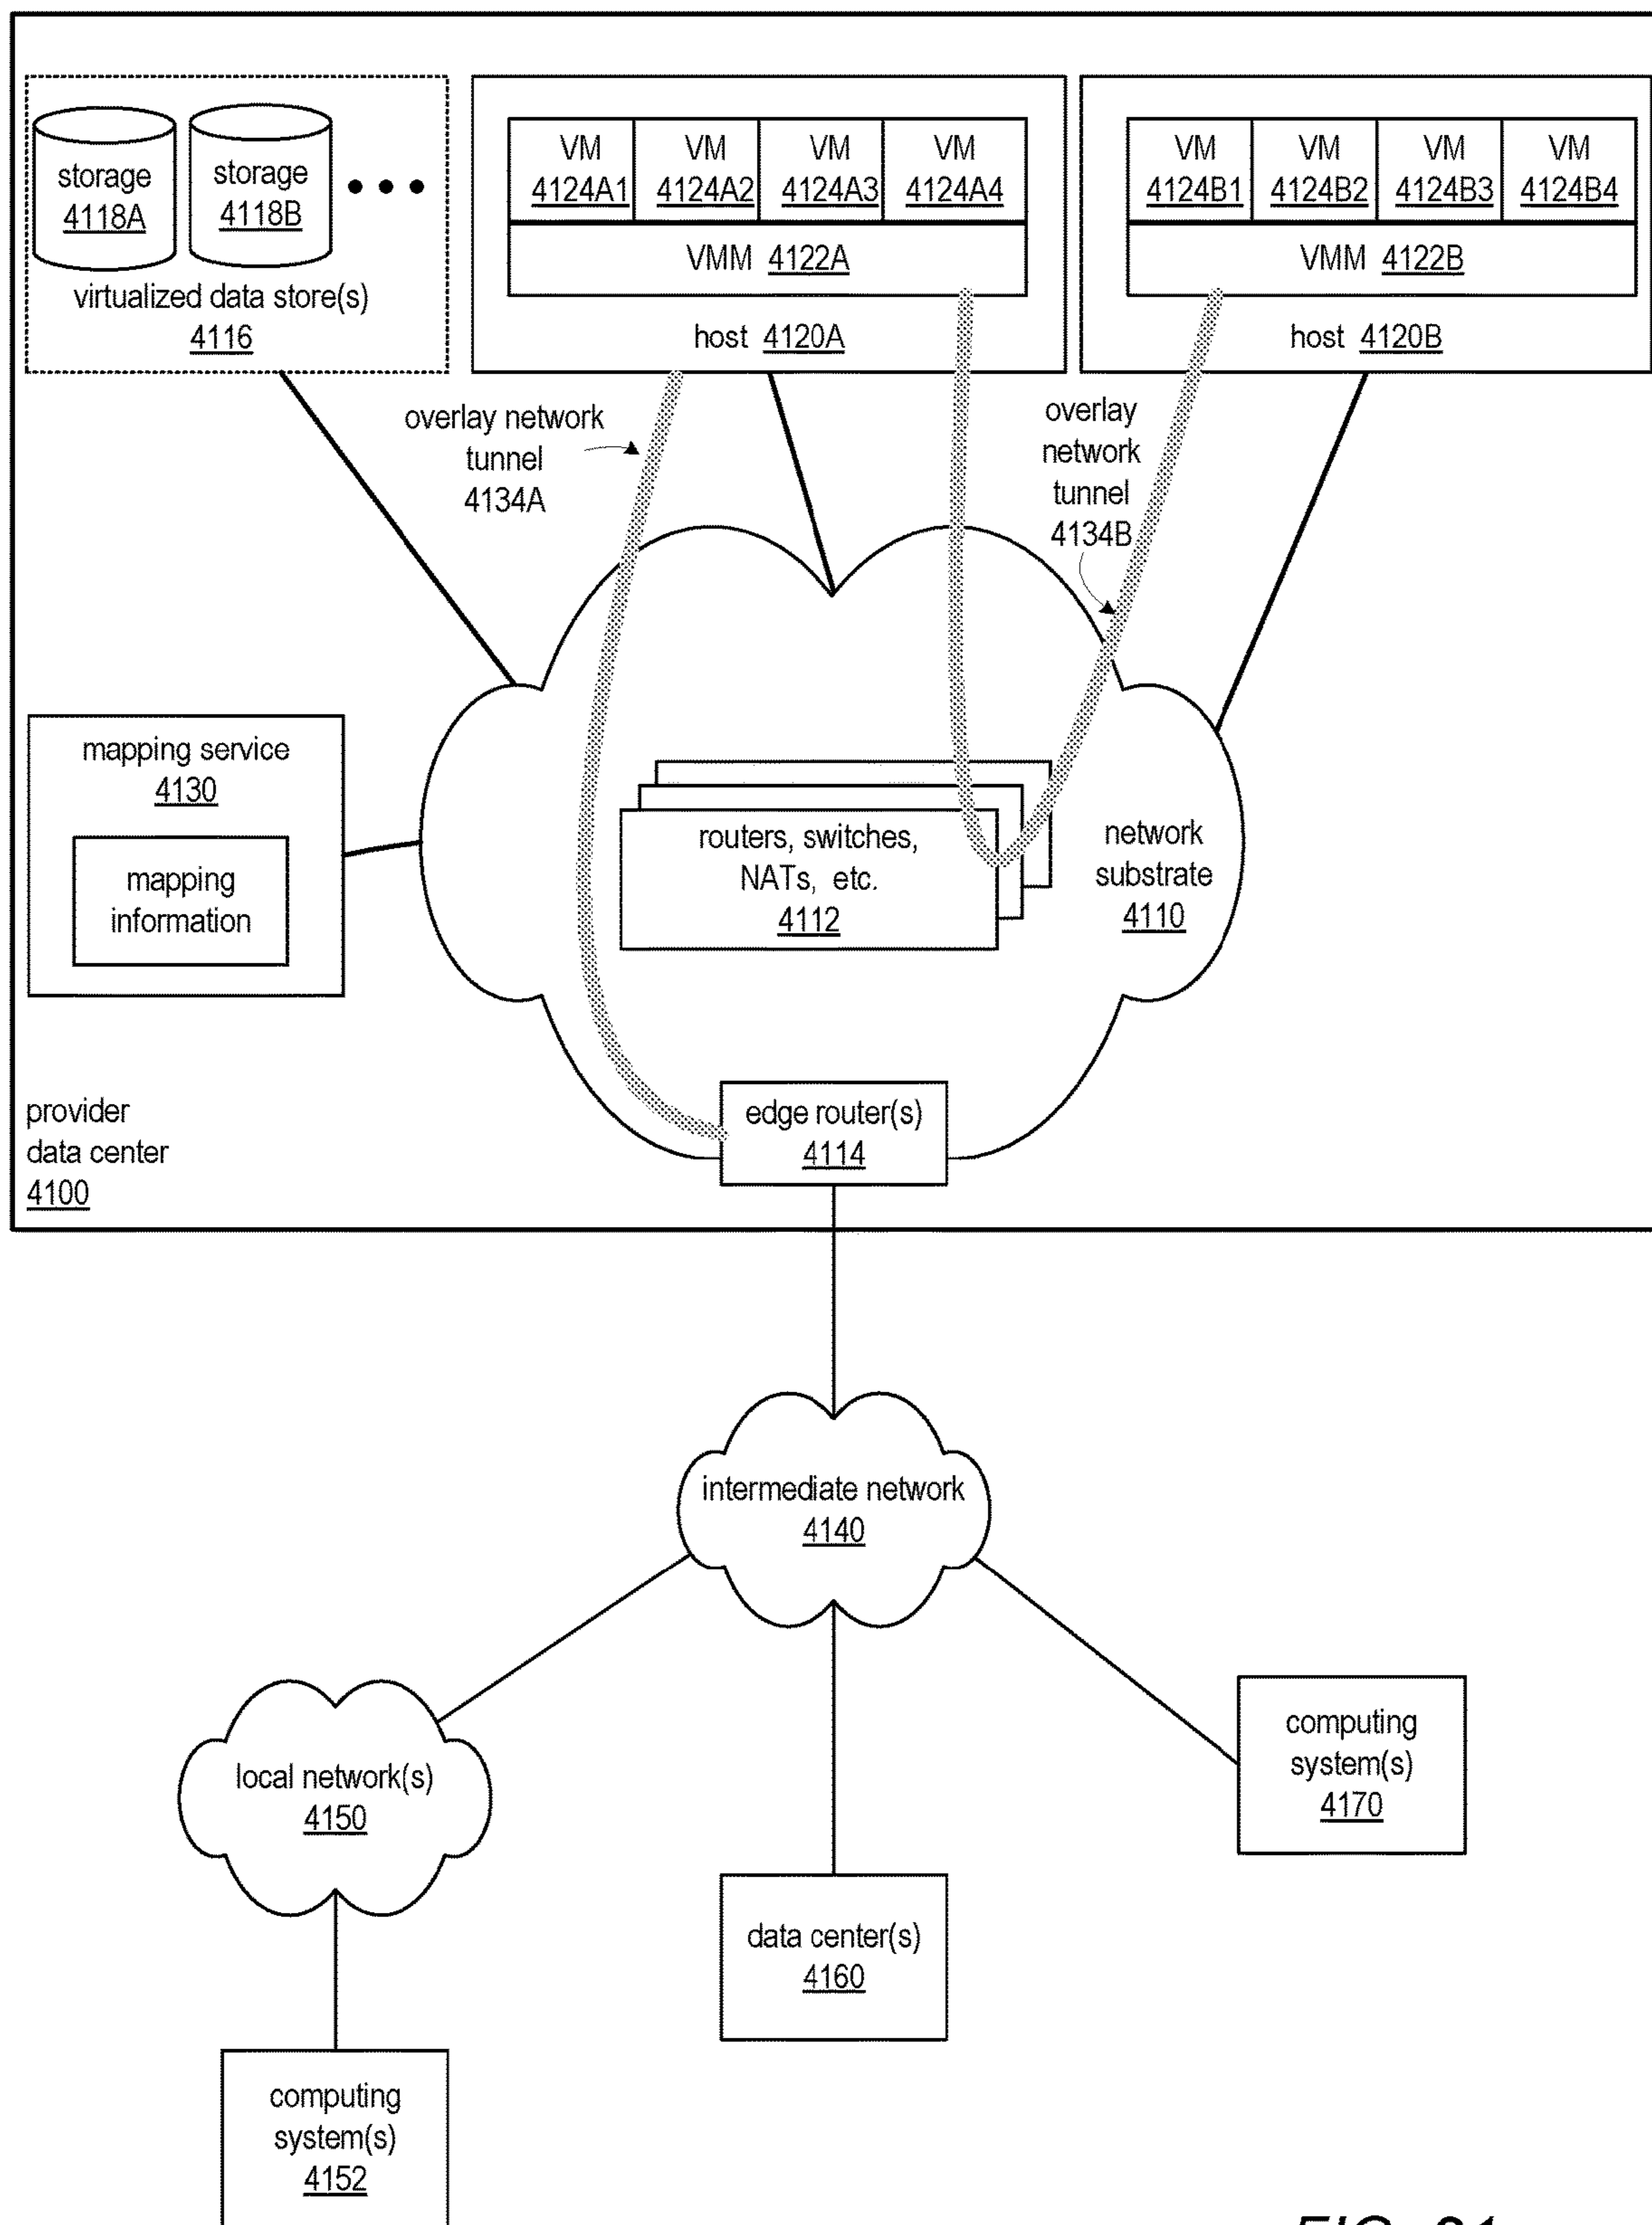 storage
4118A
storage
4118B
virtualized data store(s)
4116
VM
4124A1
VM
4124A2
VM
4124A3
VM
4124A4
VMM 4122A
host 4120A
VM
4124B1
VM
4124B2
VM
4124B3
VM
4124B4
VMM 4122B
host 4120B
overlay network
tunnel
4134A
overlay
network
tunnel
4134B
mapping service
4130
mapping
information
routers, switches,
NATs, etc.
4112
network
substrate
4110
edge router(s)
4114
provider
data center
4100
intermediate network
4140
local network(s)
4150
computing
system(s)
4170
data center(s)
4160
computing
system(s)
4152